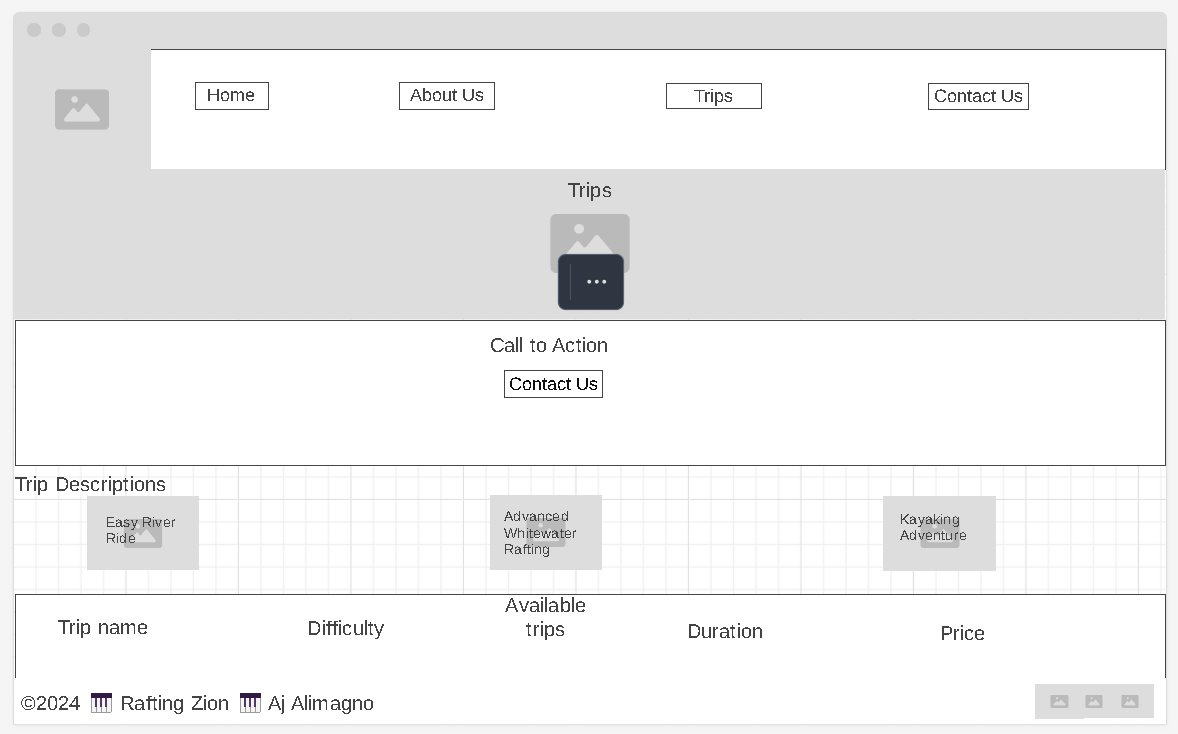 Home
About Us
Trips
Contact Us
Trips
Call to Action
Contact Us
Trip Descriptions
Easy River
Ride
Advanced
Whitewater
Rafting
Kayaking
Adventure
Trip name
Difficulty
Available
trips
Duration
Price
©2024 🎹 Rafting Zion 🎹 Aj Alimagno